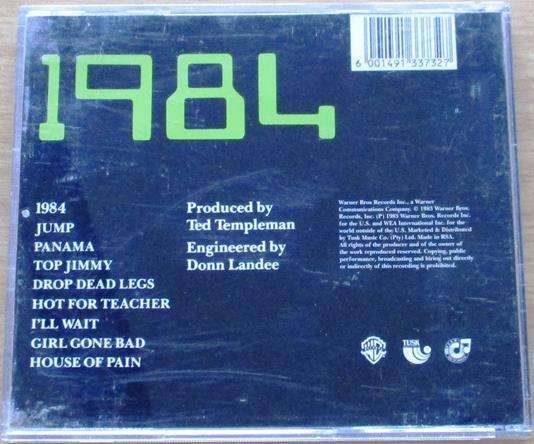 1984
6 001491 337327
1984
JUMP
PANAMA
TOP JIMMY
DROP DEAD LEGS
HOT FOR TEACHER
I'LL WAIT
GIRL GONE BAD
HOUSE OF PAIN
Produced by
Ted Templeman
Engineered by
Donn Landee
Warner Bros Records Inc., a Warner
Communications Company. © 1983 Warner Bros.
Records, Inc. (P) 1983 Warner Bros. Records Inc.
for the U.S. and WEA International Inc. for the
world outside of the U.S. Marketed & Distributed
by Tusk Music Co. (Pty) Ltd. Made in RSA.
All rights of the producer and of the owner of
the work reproduced reserved. Copying, public
performance, broadcasting and hiring out directly
or indirectly of this recording is prohibited.
TUSK